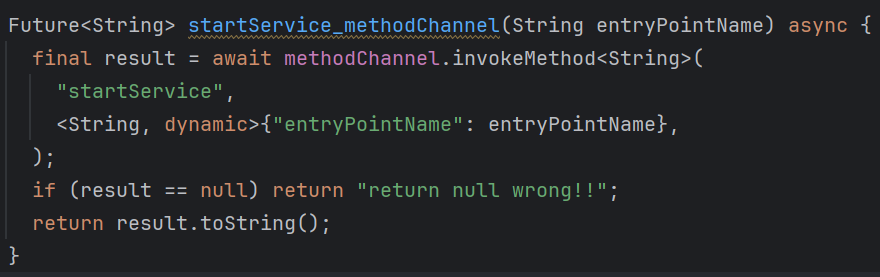 Future<String> startService_methodChannel(String entryPointName) async {
  final result = await methodChannel.invokeMethod<String>(
    "startService",
    <String, dynamic>{"entryPointName": entryPointName},
  );
  if (result == null) return "return null wrong!!";
  return result.toString();
}